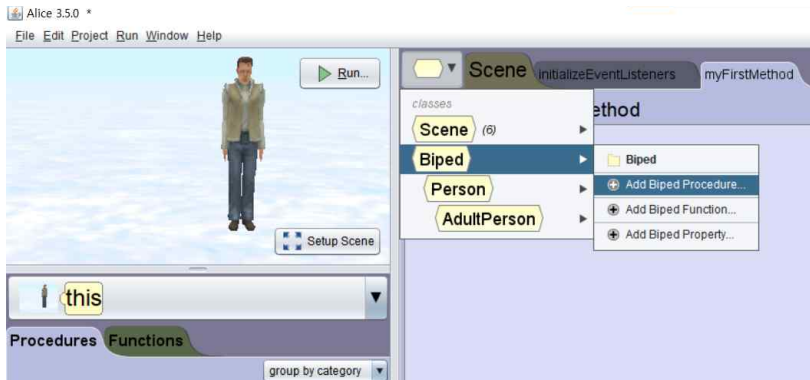 Alice 3.5.0 *
File Edit Project Run Window Help
Run...
Setup Scene
this
Procedures Functions
group by category
Scene initializeEventListeners myFirstMethod
ethod
classes
Scene (6)
Biped
Person
AdultPerson
Biped
Add Biped Procedure...
Add Biped Function...
Add Biped Property...